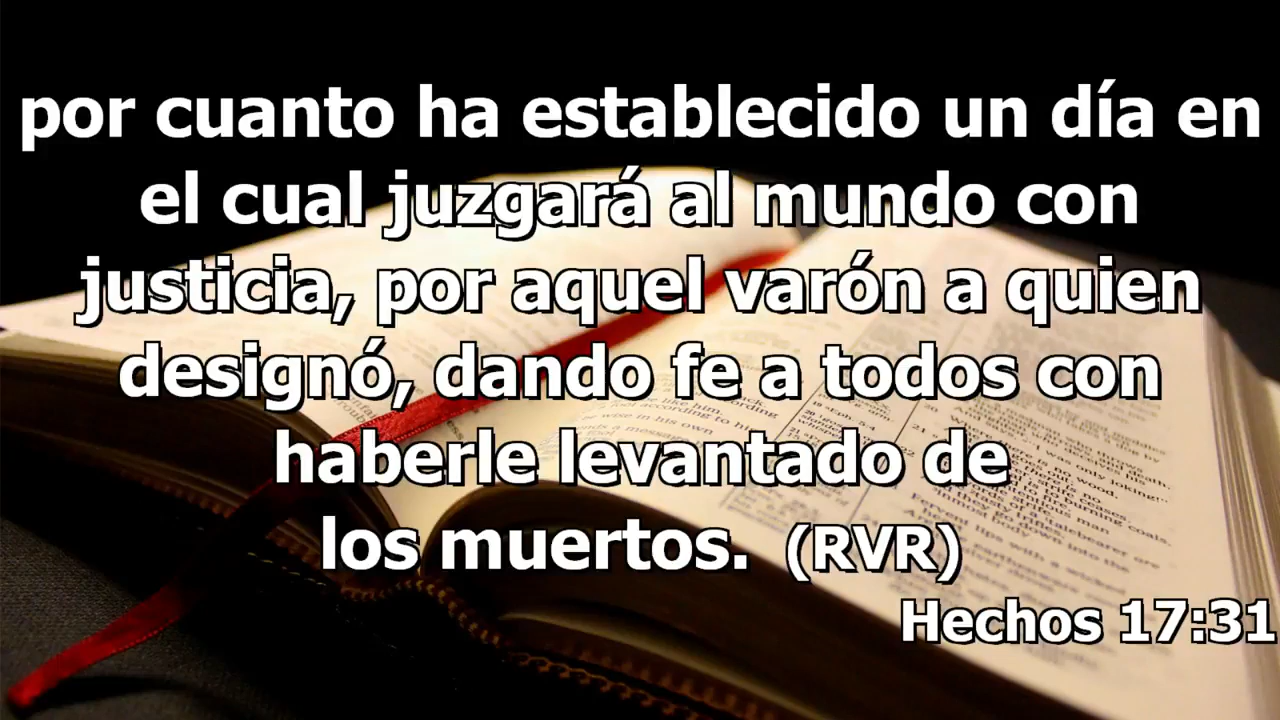 por cuanto ha establecido un día en
el cual juzgará al mundo con
justicia, por aquel varón a quien
designó, dando fe a todos con
haberle levantado de
los muertos. (RVR)
Hechos 17:31